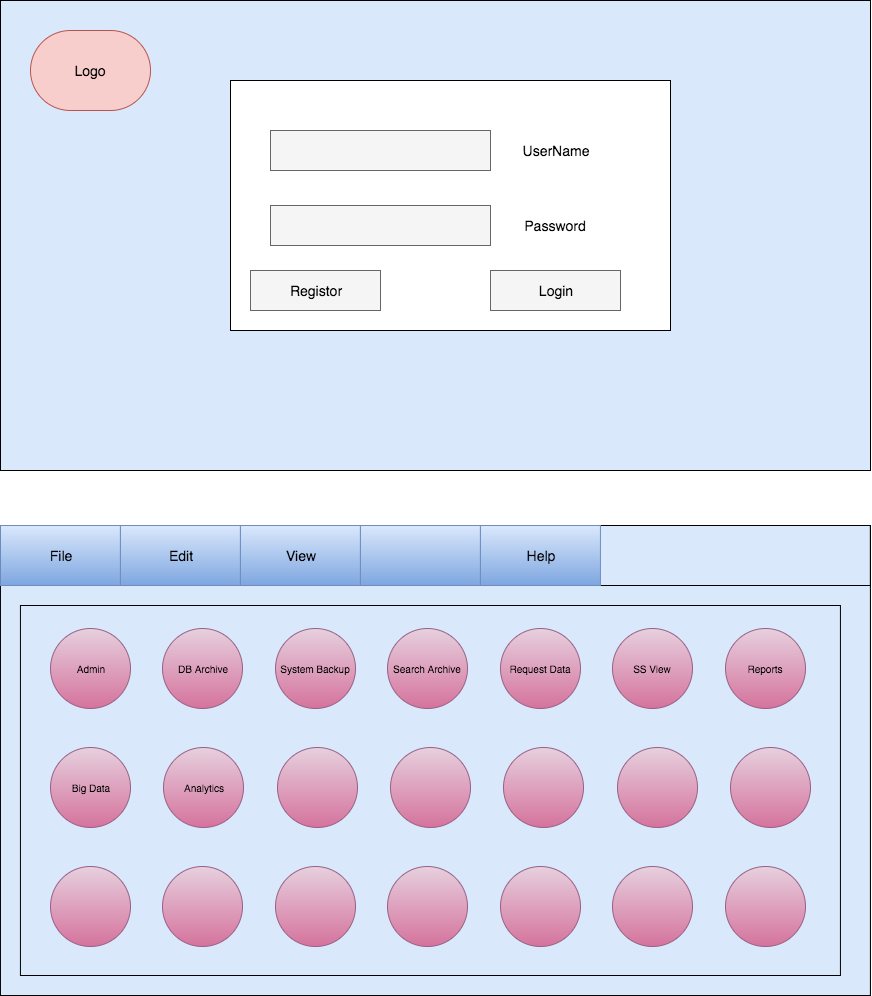 Logo
UserName
Password
Registor
Login
File
Edit
View
Help
Admin
DB Archive
System Backup
Search Archive
Request Data
SS View
Reports
Big Data
Analytics